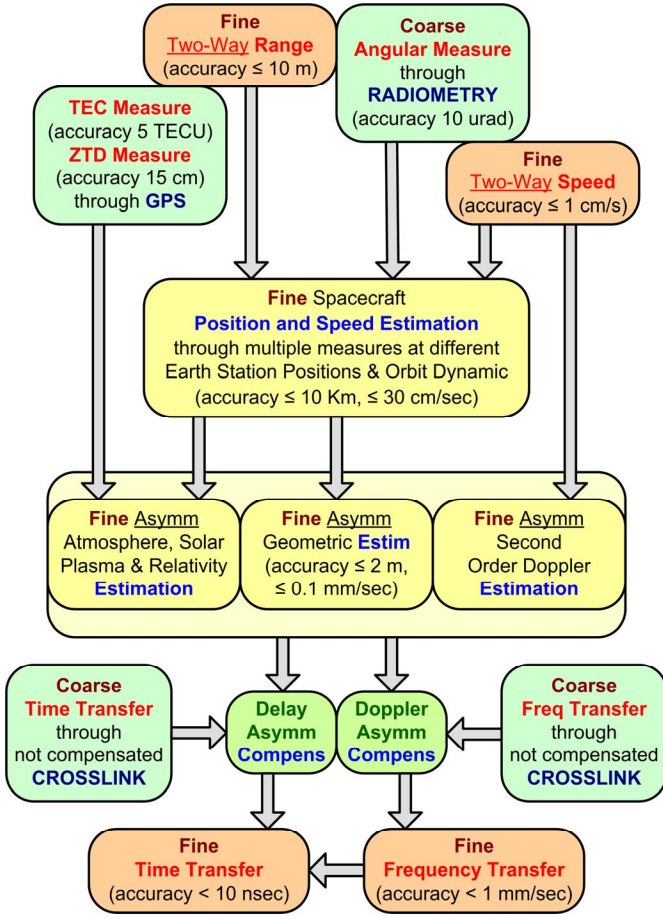 Fine
Two-Way Range
(accuracy ≤ 10 m)
Coarse
Angular Measure
through
RADIOMETRY
(accuracy 10 urad)
TEC Measure
(accuracy 5 TECU)
ZTD Measure
(accuracy 15 cm)
through GPS
Fine
Two-Way Speed
(accuracy ≤ 1 cm/s)
Fine Spacecraft
Position and Speed Estimation
through multiple measures at different
Earth Station Positions & Orbit Dynamic
(accuracy ≤ 10 Km, ≤ 30 cm/sec)
Fine Asymm
Atmosphere, Solar
Plasma & Relativity
Estimation
Fine Asymm
Geometric Estim
(accuracy ≤ 2 m,
≤ 0.1 mm/sec)
Fine Asymm
Second
Order Doppler
Estimation
Coarse
Time Transfer
through
not compensated
CROSSLINK
Delay
Asymm
Compens
Doppler
Asymm
Compens
Coarse
Freq Transfer
through
not compensated
CROSSLINK
Fine
Time Transfer
(accuracy < 10 nsec)
Fine
Frequency Transfer
(accuracy < 1 mm/sec)